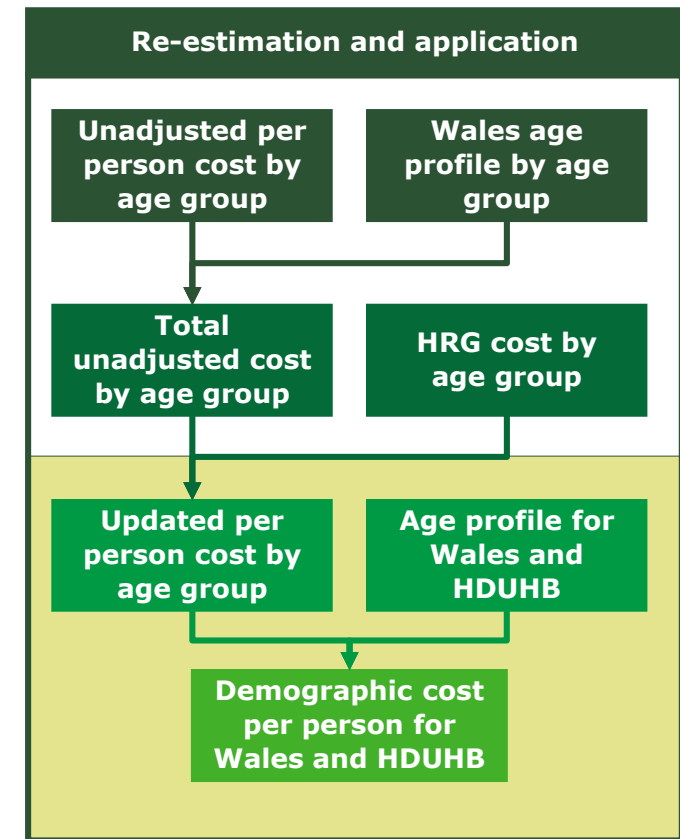 Re-estimation and application
Unadjusted per
person cost by
age group
Wales age
profile by age
group
Total
unadjusted cost
by age group
HRG cost by
age group
Updated per
person cost by
age group
Age profile for
Wales and
HDUHB
Demographic cost
per person for
Wales and HDUHB